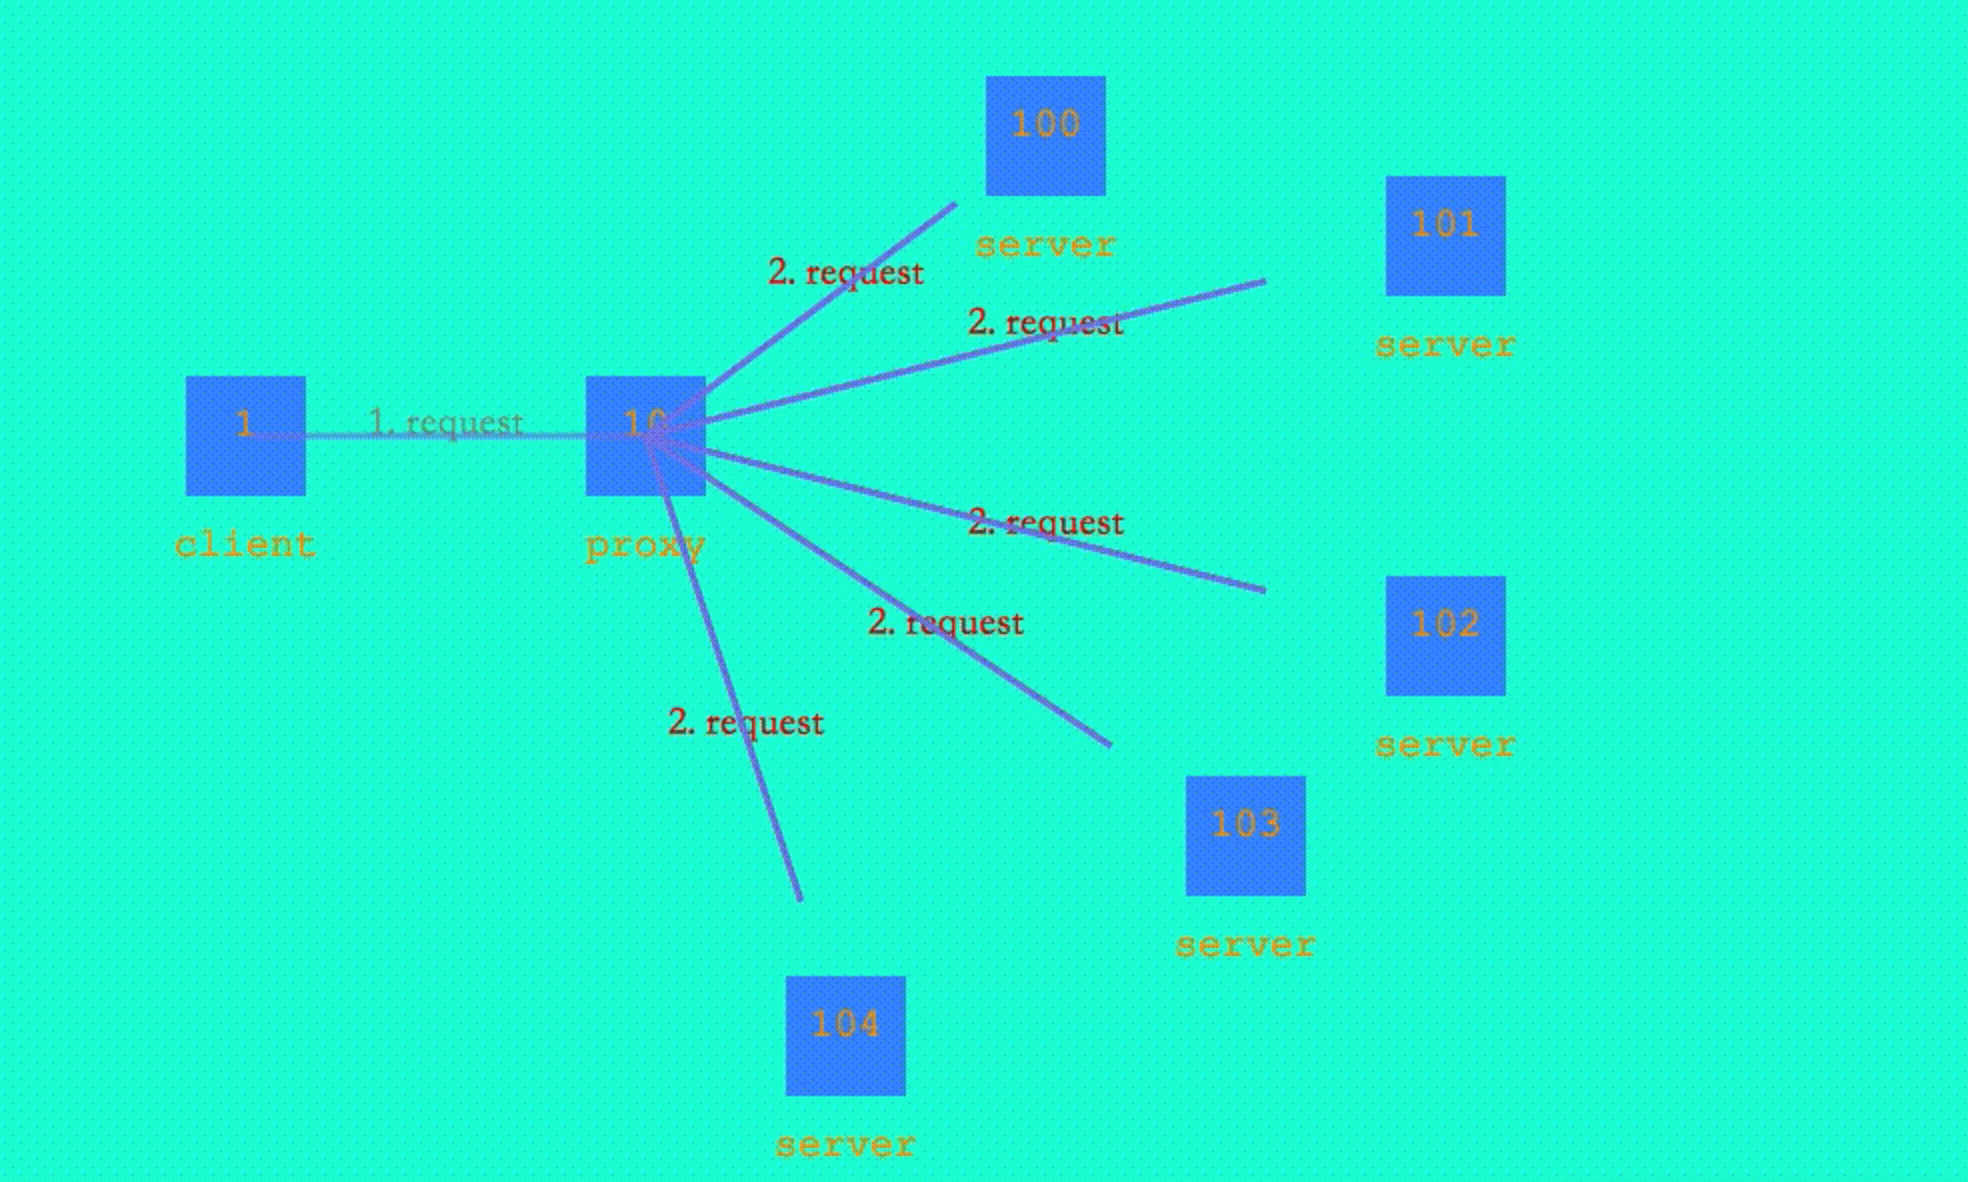 100
server
101
server
2. request
2. request
1
1. request
10
client
proxy
2. request
102
server
2. request
2. request
103
server
104
server